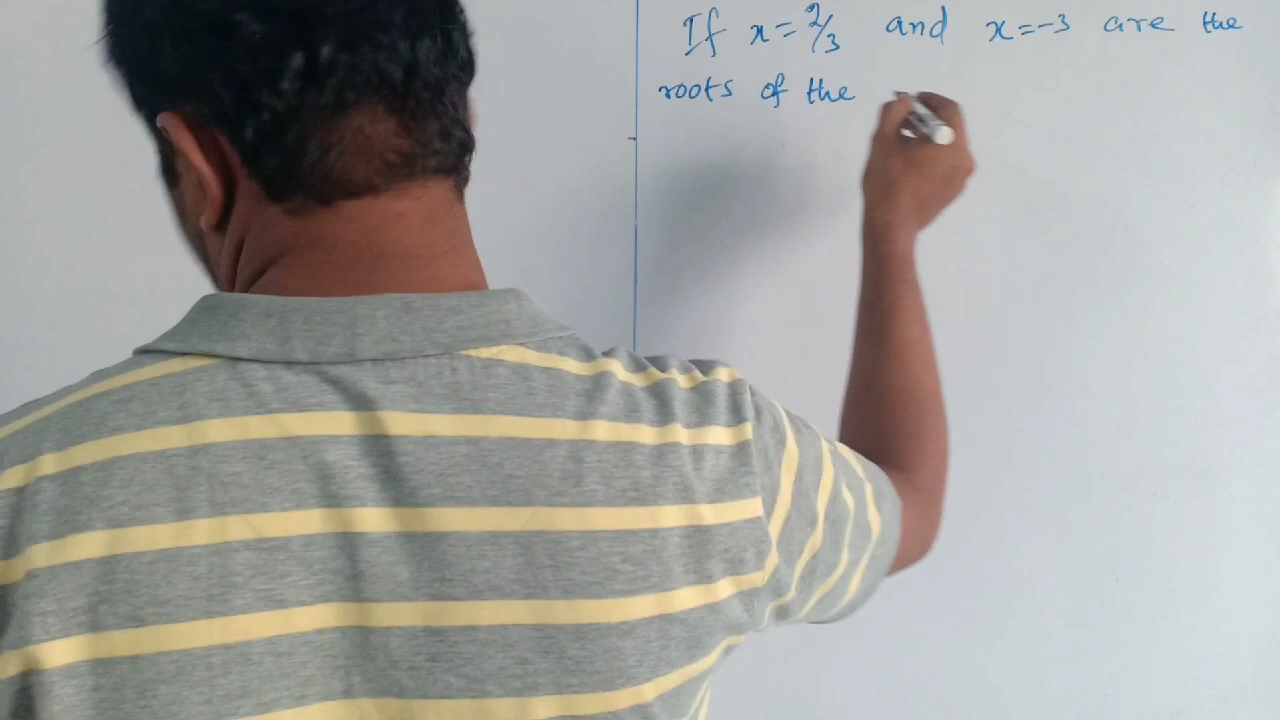 If x = 2/3 and x = -3 are the
roots of the